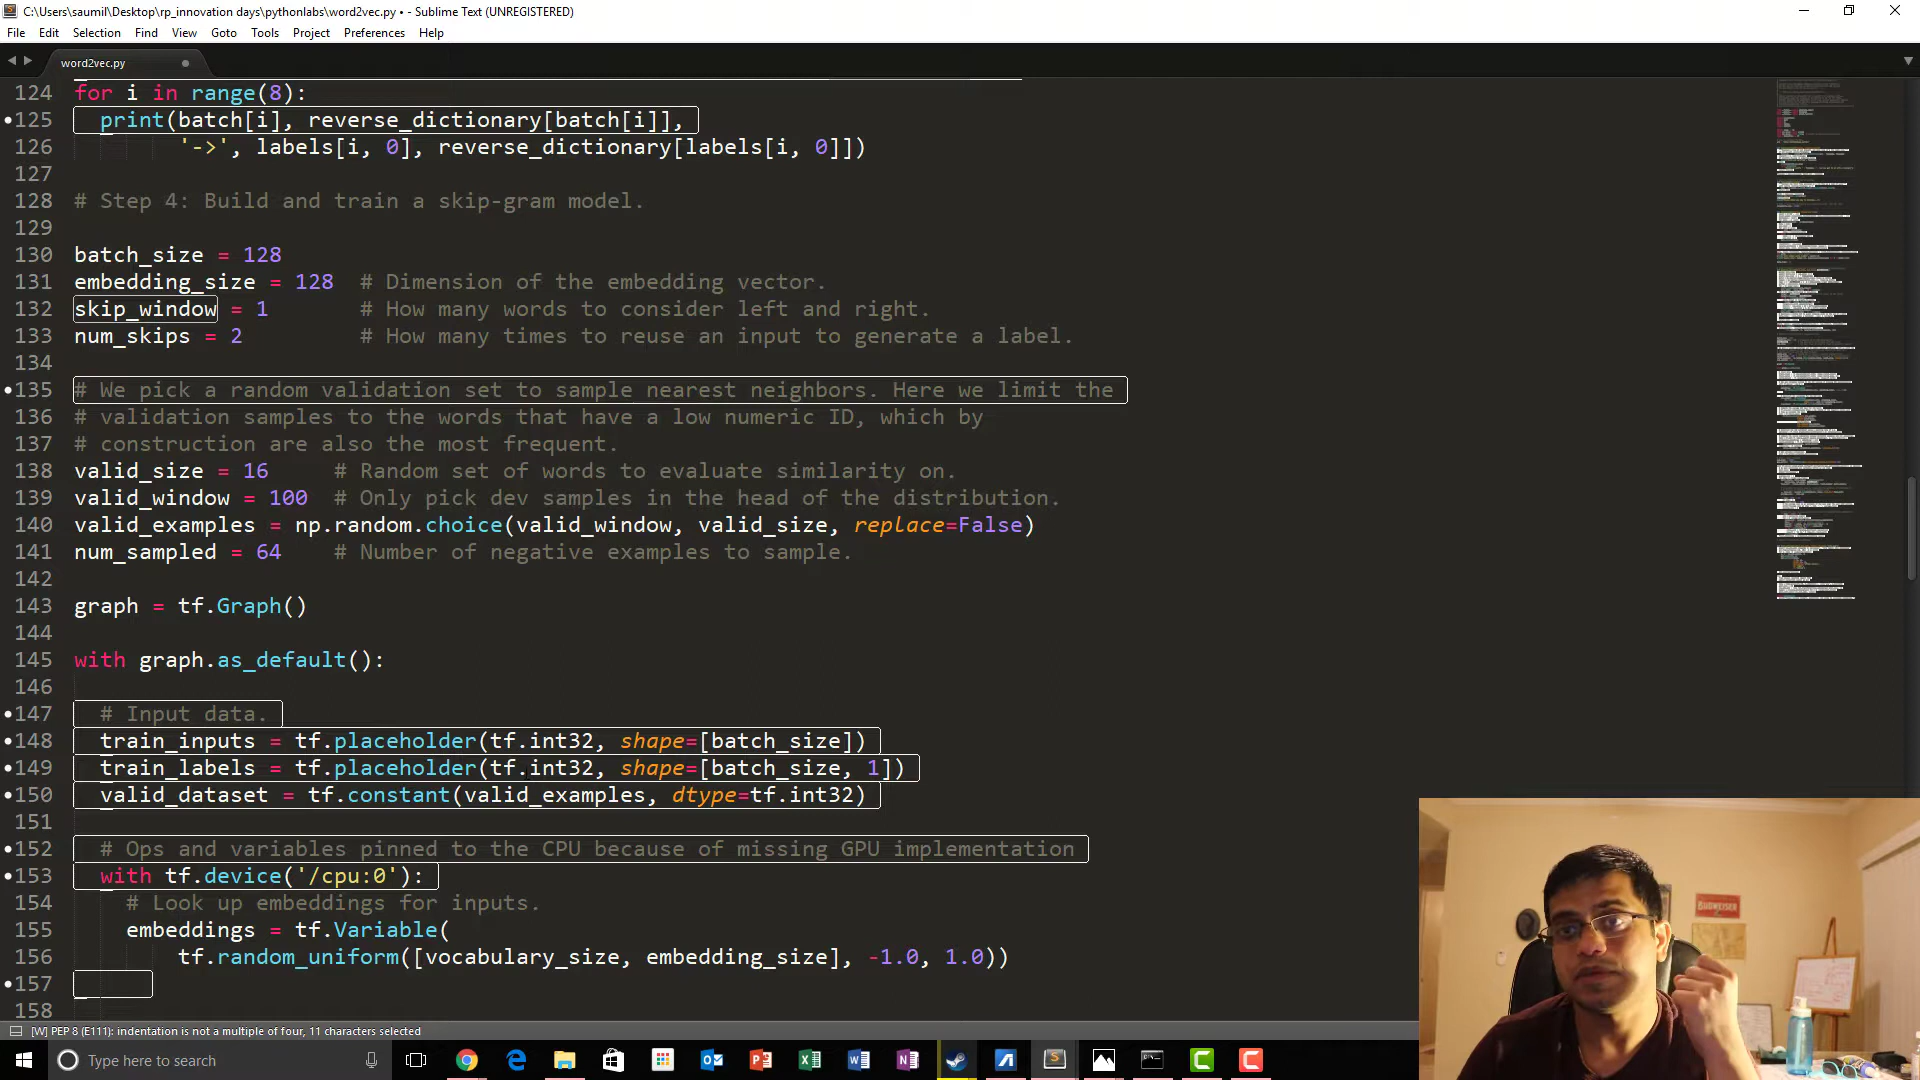 C:\Users\saumil\Desktop\rp_innovation days\pythonlabs\word2vec.py • - Sublime Text (UNREGISTERED)
File Edit Selection Find View Goto Tools Project Preferences Help
word2vec.py
124 for i in range(8):
125 print(batch[i], reverse_dictionary[batch[i]],
126 '->', labels[i, 0], reverse_dictionary[labels[i, 0]])
127
128 # Step 4: Build and train a skip-gram model.
129
130 batch_size = 128
131 embedding_size = 128 # Dimension of the embedding vector.
132 skip_window = 1 # How many words to consider left and right.
133 num_skips = 2 # How many times to reuse an input to generate a label.
134
135 # We pick a random validation set to sample nearest neighbors. Here we limit the
136 # validation samples to the words that have a low numeric ID, which by
137 # construction are also the most frequent.
138 valid_size = 16 # Random set of words to evaluate similarity on.
139 valid_window = 100 # Only pick dev samples in the head of the distribution.
140 valid_examples = np.random.choice(valid_window, valid_size, replace=False)
141 num_sampled = 64 # Number of negative examples to sample.
142
143 graph = tf.Graph()
144
145 with graph.as_default():
146
147 # Input data.
148 train_inputs = tf.placeholder(tf.int32, shape=[batch_size])
149 train_labels = tf.placeholder(tf.int32, shape=[batch_size, 1])
150 valid_dataset = tf.constant(valid_examples, dtype=tf.int32)
151
152 # Ops and variables pinned to the CPU because of missing GPU implementation
153 with tf.device('/cpu:0'):
154 # Look up embeddings for inputs.
155 embeddings = tf.Variable(
156 tf.random_uniform([vocabulary_size, embedding_size], -1.0, 1.0))
157
158
BUDWEISER
[W] PEP 8 (E111): indentation is not a multiple of four, 11 characters selected
Type here to search